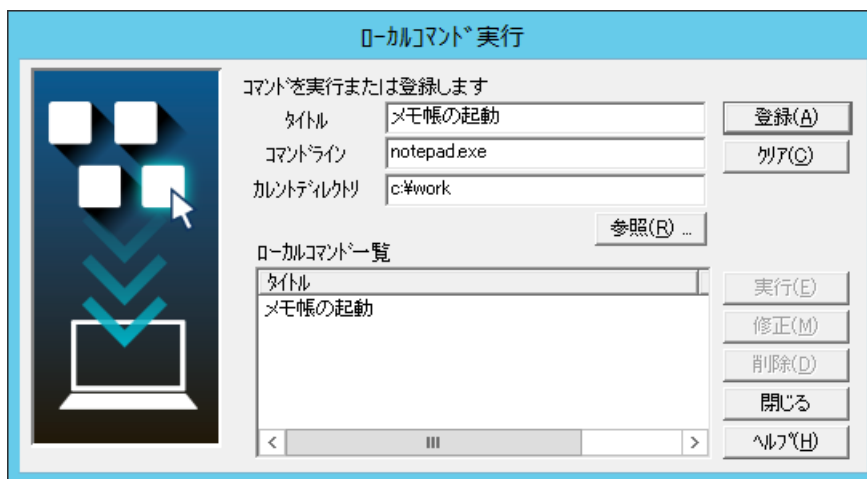 ﾛｰｶﾙｺﾏﾝﾄﾞ実行
ｺﾏﾝﾄﾞを実行または登録します
ﾀｲﾄﾙ
メモ帳の起動
登録(A)
ｺﾏﾝﾄﾞﾗｲﾝ
notepad.exe
ｸﾘｱ(C)
ｶﾚﾝﾄﾃﾞｨﾚｸﾄﾘ
c:¥work
参照(R) ...
ﾛｰｶﾙｺﾏﾝﾄﾞ一覧
ﾀｲﾄﾙ
メモ帳の起動
実行(E)
修正(M)
削除(D)
閉じる
ﾍﾙﾌﾟ(H)